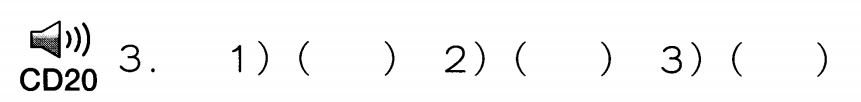 3. 1) ( ) 2) ( ) 3) ( )
CD20